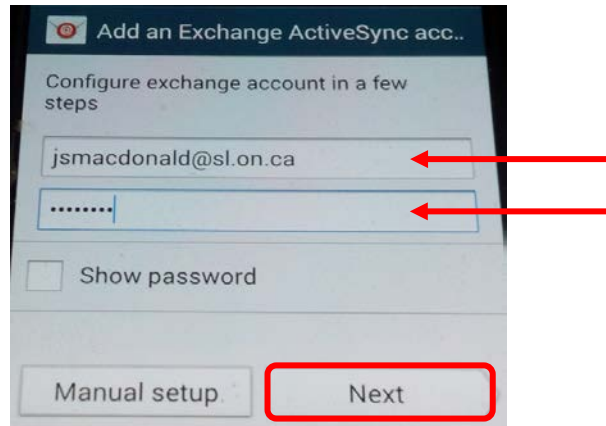 Add an Exchange ActiveSync acc..
Configure exchange account in a few
steps
jsmacdonald@sl.on.ca
••••••••
Show password
Manual setup
Next